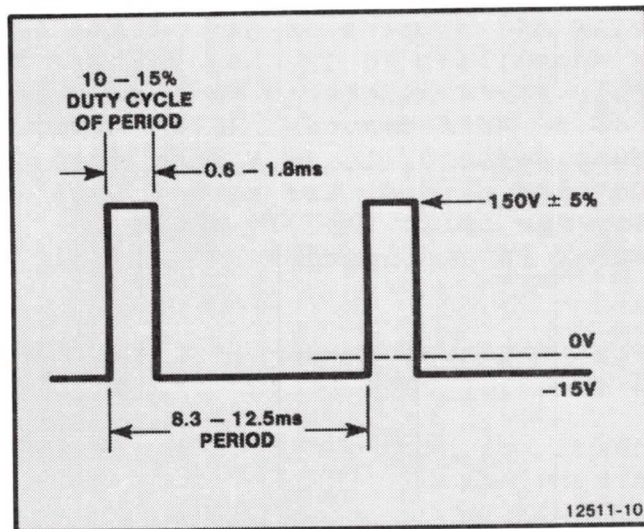 10 – 15%
DUTY CYCLE
OF PERIOD
0.6 – 1.8ms
150V ± 5%
0V
–15V
8.3 – 12.5ms
PERIOD
12511-10